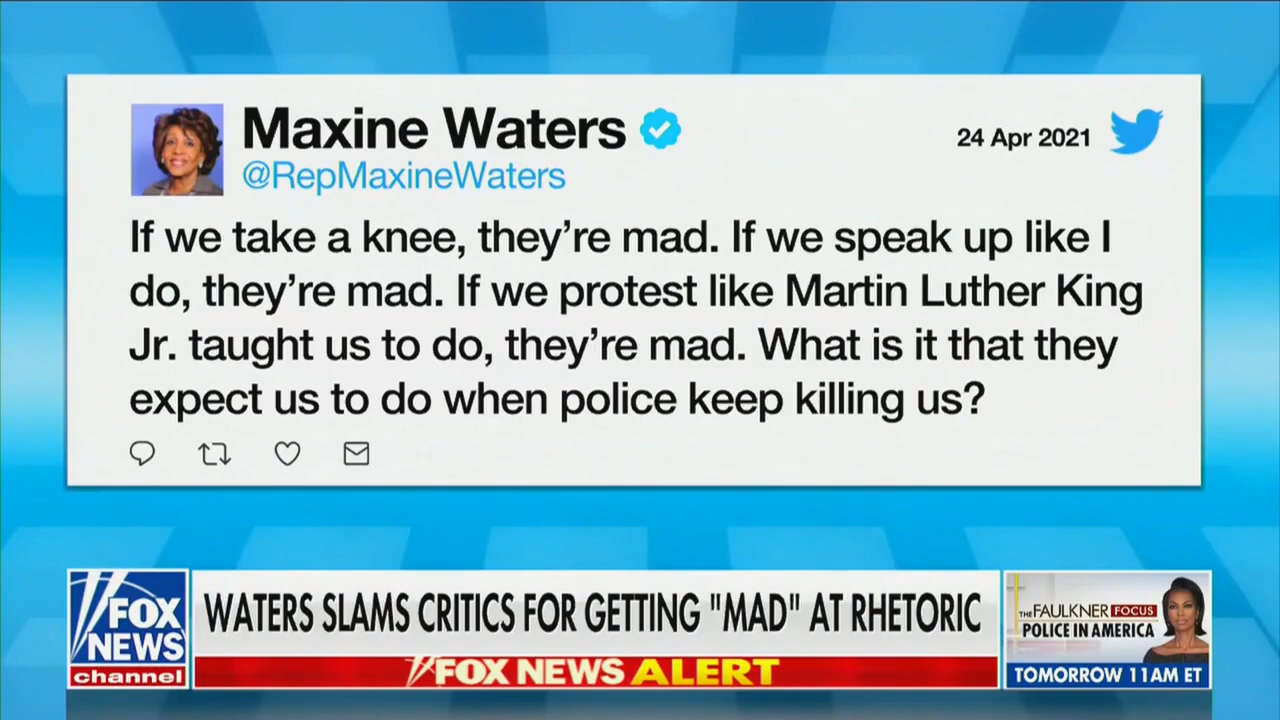 Maxine Waters
24 Apr 2021
@RepMaxineWaters
If we take a knee, they're mad. If we speak up like I
do, they're mad. If we protest like Martin Luther King
Jr. taught us to do, they're mad. What is it that they
expect us to do when police keep killing us?
FOX
NEWS
channel
WATERS SLAMS CRITICS FOR GETTING "MAD" AT RHETORIC
FOX NEWS ALERT
THE FAULKNER FOCUS
POLICE IN AMERICA
TOMORROW 11AM ET